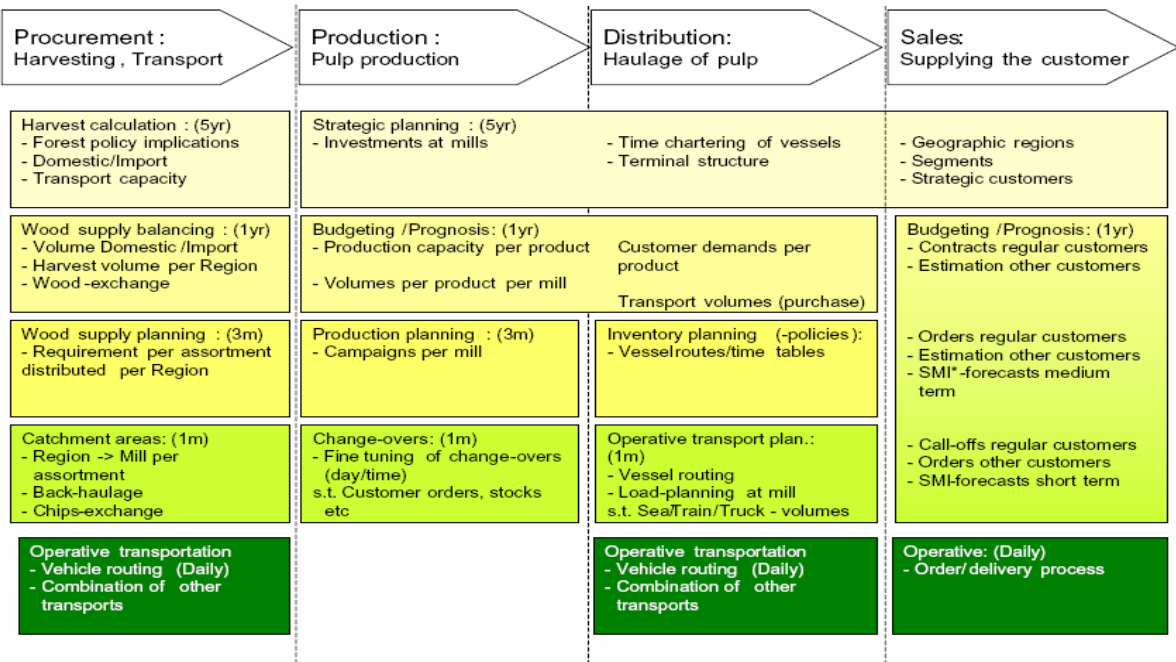 Procurement :
Harvesting , Transport
Production :
Pulp production
Distribution:
Haulage of pulp
Sales:
Supplying the customer
Harvest calculation : (5yr)
- Forest policy implications
- Domestic/Import
- Transport capacity
Strategic planning : (5yr)
- Investments at mills
- Time chartering of vessels
- Terminal structure
- Geographic regions
- Segments
- Strategic customers
Wood supply balancing : (1yr)
- Volume Domestic /Import
- Harvest volume per Region
- Wood -exchange
Budgeting /Prognosis: (1yr)
- Production capacity per product
- Volumes per product per mill
Customer demands per
product
Transport volumes (purchase)
Budgeting /Prognosis: (1yr)
- Contracts regular customers
- Estimation other customers
- Orders regular customers
- Estimation other customers
- SMI*-forecasts medium
term
- Call-offs regular customers
- Orders other customers
- SMI-forecasts short term
Wood supply planning : (3m)
- Requirement per assortment
distributed per Region
Production planning : (3m)
- Campaigns per mill
Inventory planning (-policies ):
- Vesselroutes/time tables
Catchment areas: (1m)
- Region -> Mill per
assortment
- Back-haulage
- Chips-exchange
Change-overs: (1m)
- Fine tuning of change-overs
(day/time)
s.t. Customer orders, stocks
etc
Operative transport plan.:
(1m)
- Vessel routing
- Load-planning at mill
s.t. Sea/Train/Truck - volumes
Operative transportation
- Vehicle routing (Daily)
- Combination of other
transports
Operative transportation
- Vehicle routing (Daily)
- Combination of other
transports
Operative: (Daily)
- Order/delivery process